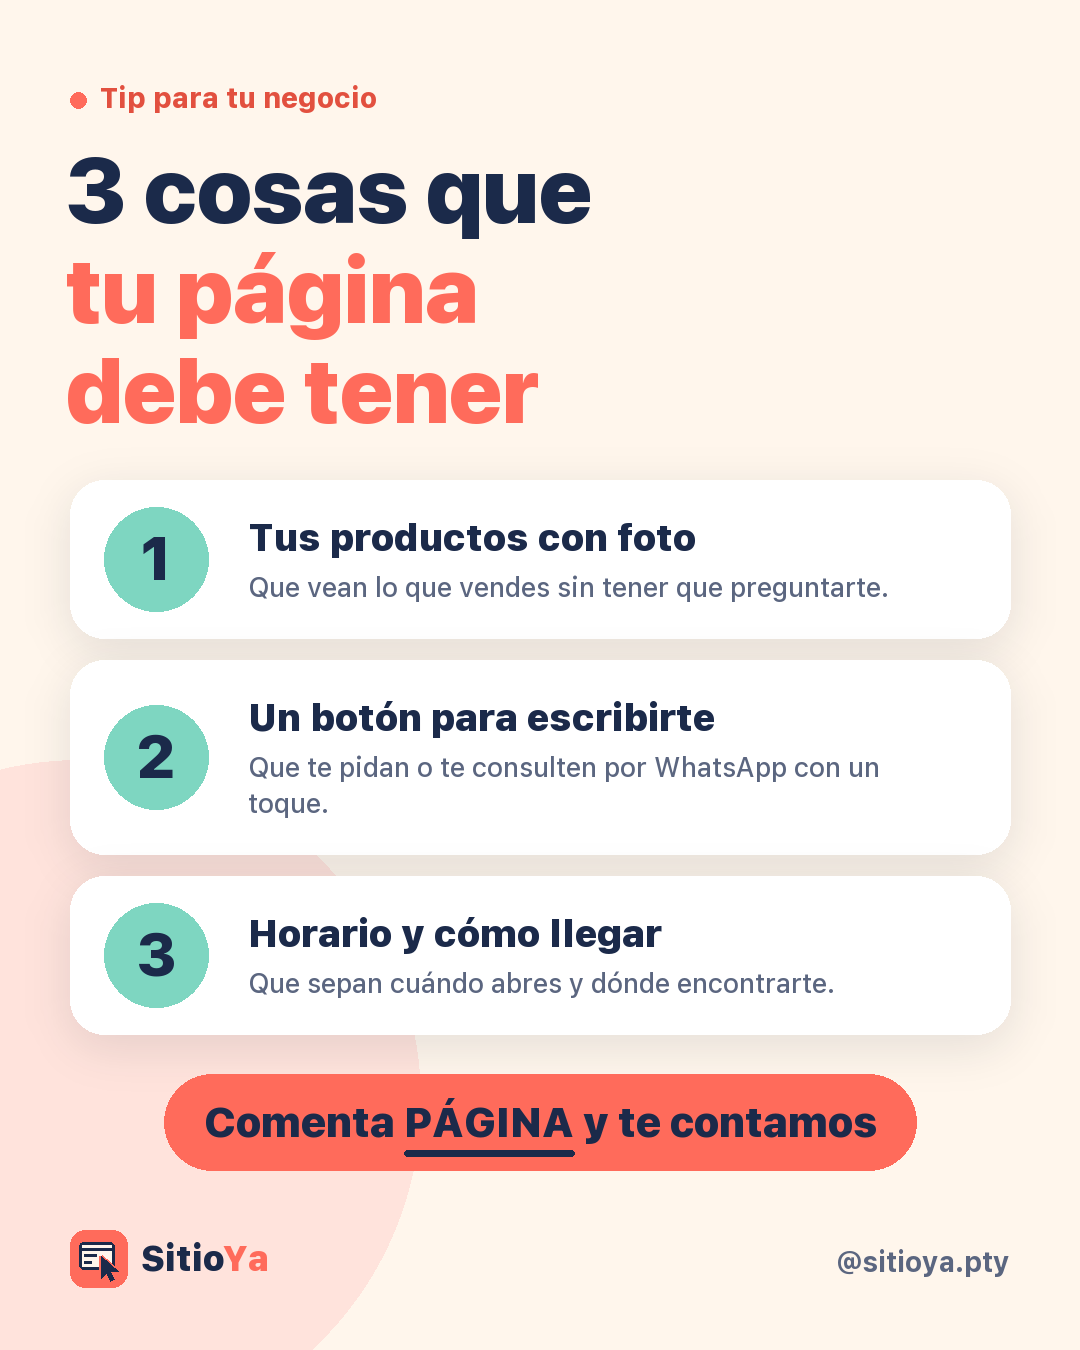 Tip para tu negocio
3 cosas que
tu página
debe tener
1
Tus productos con foto
Que vean lo que vendes sin tener que preguntarte.
2
Un botón para escribirte
Que te pidan o te consulten por WhatsApp con un
toque.
3
Horario y cómo llegar
Que sepan cuándo abres y dónde encontrarte.
Comenta PÁGINA y te contamos
SitioYa
@sitioya.pty